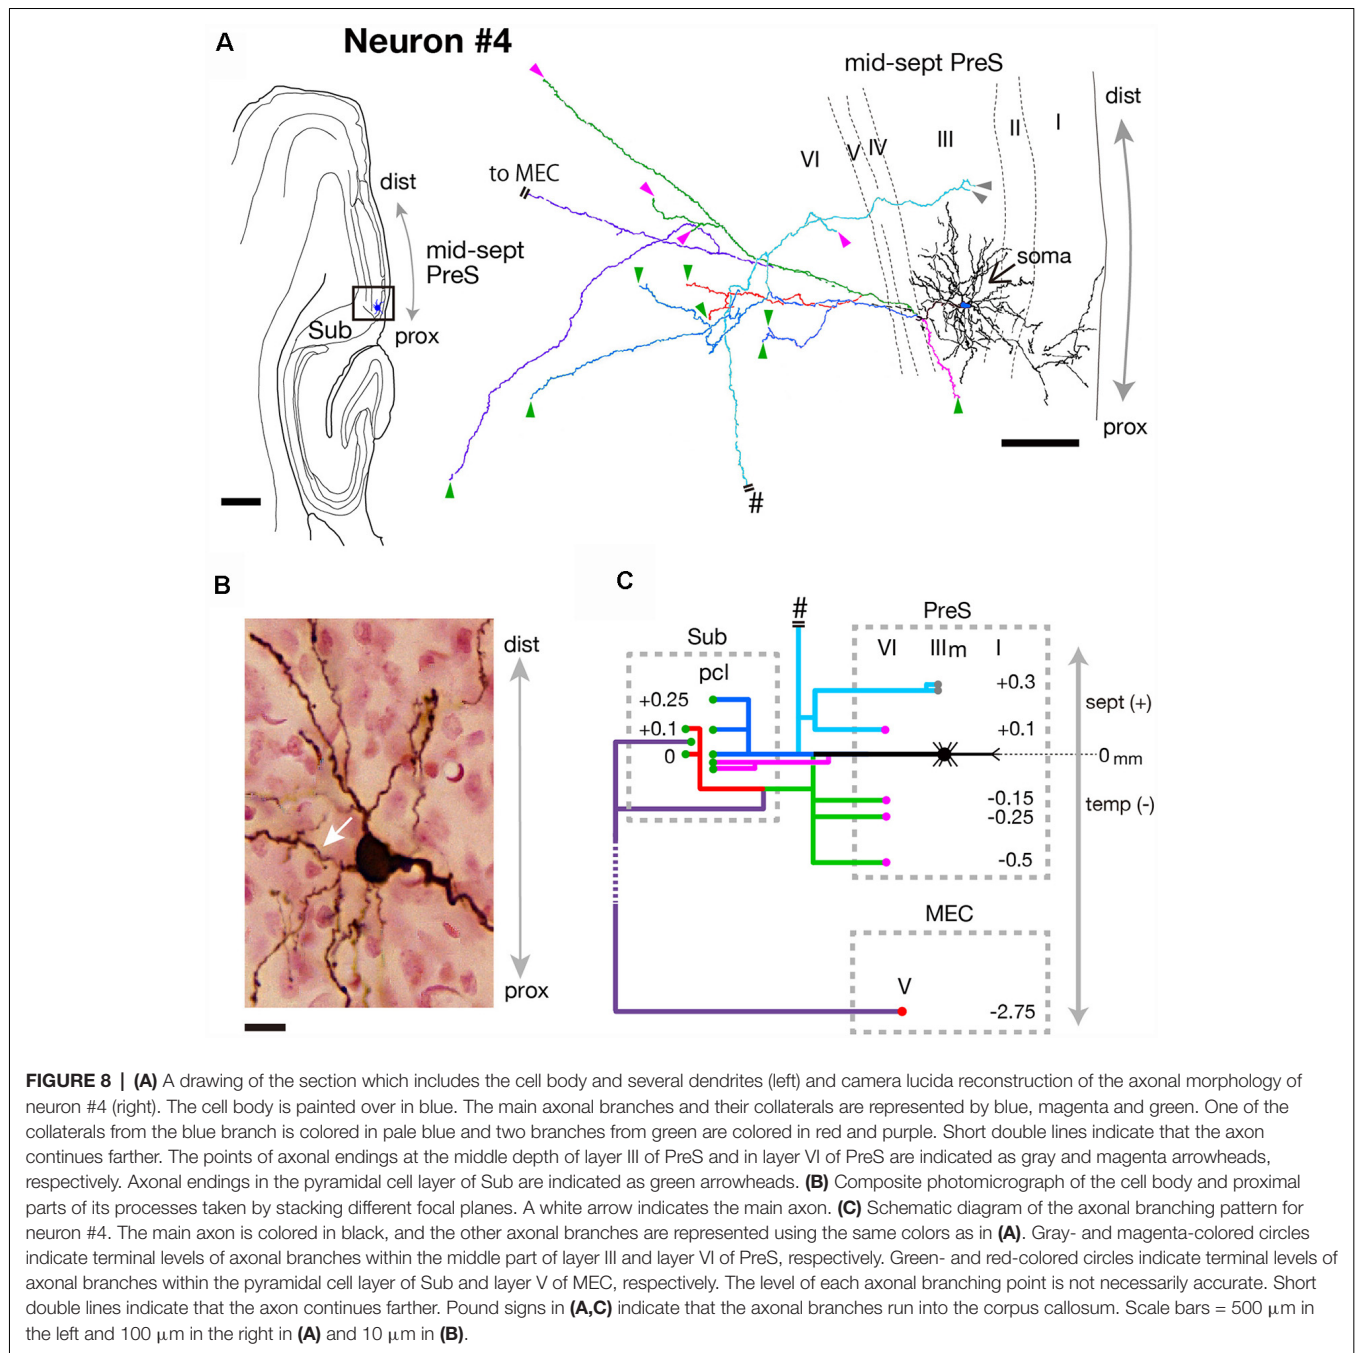 A
Neuron #4
mid-sept PreS
dist
VI
V
IV
III
II
I
to MEC
dist
mid-sept
PreS
soma
Sub
prox
prox
#
B
C
dist
prox
#
PreS
Sub
VI
IIIm
I
pcl
+0.25
+0.3
sept (+)
+0.1
+0.1
0
0 mm
-0.15
temp (-)
-0.25
-0.5
MEC
V
-2.75
FIGURE 8 | (A) A drawing of the section which includes the cell body and several dendrites (left) and camera lucida reconstruction of the axonal morphology of
neuron #4 (right). The cell body is painted over in blue. The main axonal branches and their collaterals are represented by blue, magenta and green. One of the
collaterals from the blue branch is colored in pale blue and two branches from green are colored in red and purple. Short double lines indicate that the axon
continues farther. The points of axonal endings at the middle depth of layer III of PreS and in layer VI of PreS are indicated as gray and magenta arrowheads,
respectively. Axonal endings in the pyramidal cell layer of Sub are indicated as green arrowheads. (B) Composite photomicrograph of the cell body and proximal
parts of its processes taken by stacking different focal planes. A white arrow indicates the main axon. (C) Schematic diagram of the axonal branching pattern for
neuron #4. The main axon is colored in black, and the other axonal branches are represented using the same colors as in (A). Gray- and magenta-colored circles
indicate terminal levels of axonal branches within the middle part of layer III and layer VI of PreS, respectively. Green- and red-colored circles indicate terminal levels of
axonal branches within the pyramidal cell layer of Sub and layer V of MEC, respectively. The level of each axonal branching point is not necessarily accurate. Short
double lines indicate that the axon continues farther. Pound signs in (A,C) indicate that the axonal branches run into the corpus callosum. Scale bars = 500 μm in
the left and 100 μm in the right in (A) and 10 μm in (B).